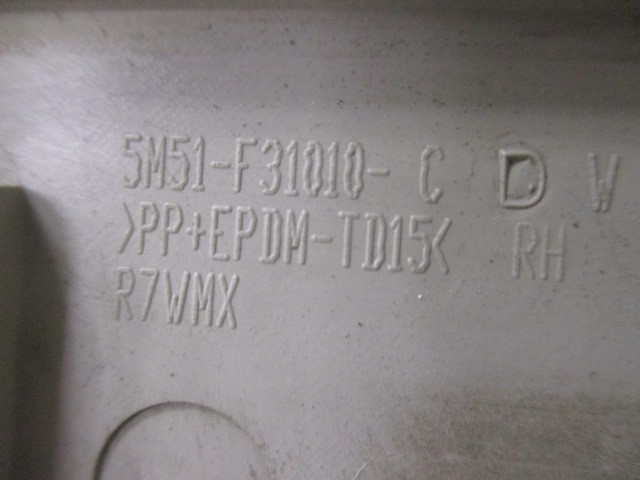 5M51-F31010- C D W
>PP+EPDM-TD15< RH
R7WMX